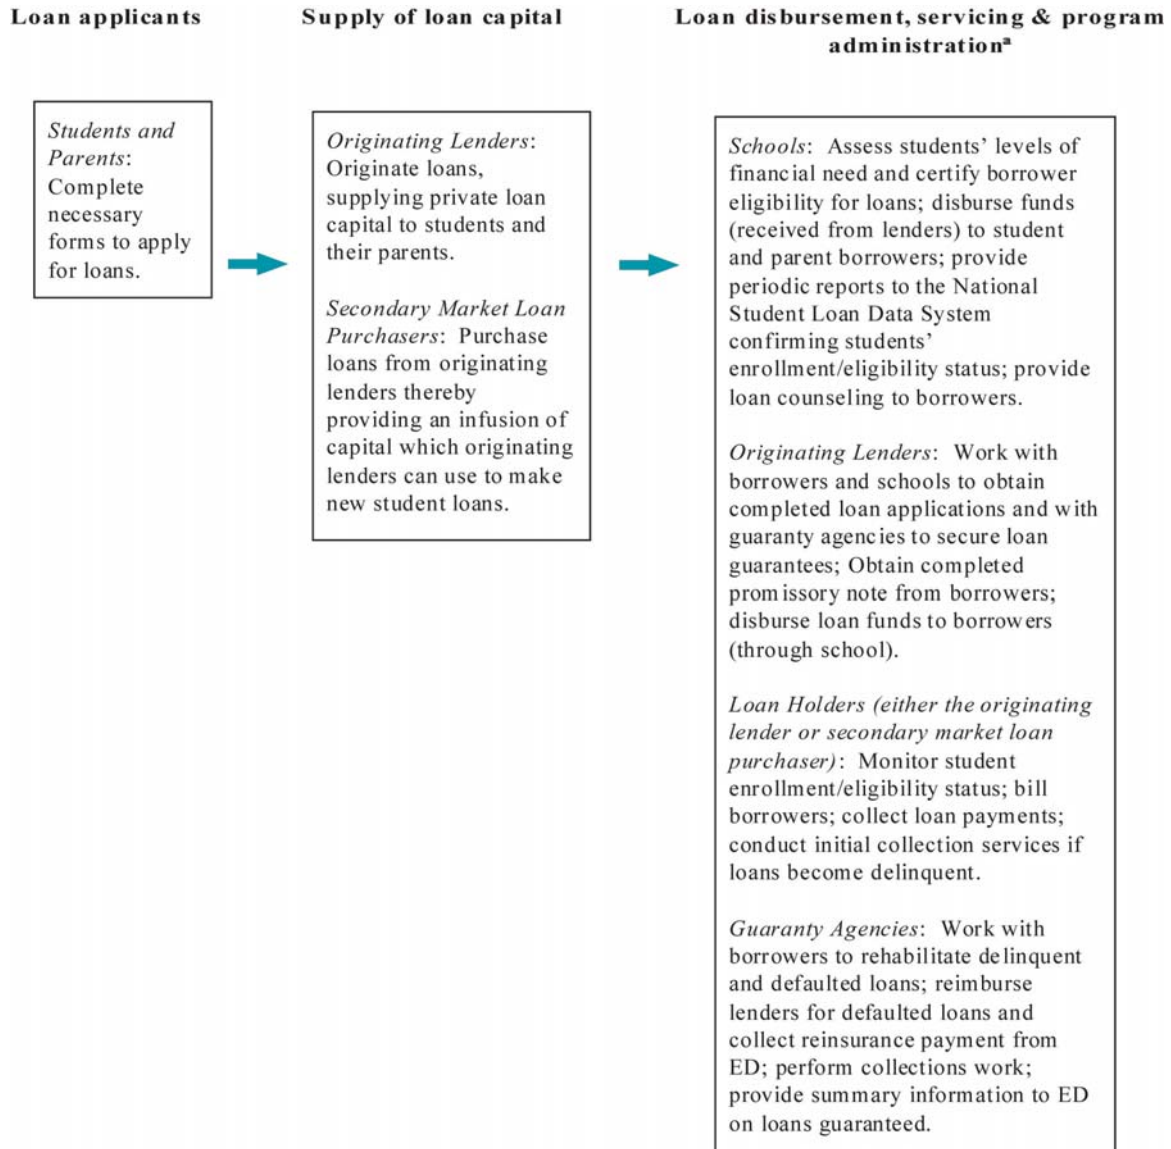 Loan applicants
Supply of loan capital
Loan disbursement, servicing & program
administrationª
Students and
Parents:
Complete
necessary
forms to apply
for loans.
Originating Lenders:
Originate loans,
supplying private loan
capital to students and
their parents.
Secondary Market Loan
Purchasers: Purchase
loans from originating
lenders thereby
providing an infusion of
capital which originating
lenders can use to make
new student loans.
Schools: Assess students’ levels of
financial need and certify borrower
eligibility for loans; disburse funds
(received from lenders) to student
and parent borrowers; provide
periodic reports to the National
Student Loan Data System
confirming students’
enrollment/eligibility status; provide
loan counseling to borrowers.
Originating Lenders: Work with
borrowers and schools to obtain
completed loan applications and with
guaranty agencies to secure loan
guarantees; Obtain completed
promissory note from borrowers;
disburse loan funds to borrowers
(through school).
Loan Holders (either the originating
lender or secondary market loan
purchaser): Monitor student
enrollment/eligibility status; bill
borrowers; collect loan payments;
conduct initial collection services if
loans become delinquent.
Guaranty Agencies: Work with
borrowers to rehabilitate delinquent
and defaulted loans; reimburse
lenders for defaulted loans and
collect reinsurance payment from
ED; perform collections work;
provide summary information to ED
on loans guaranteed.